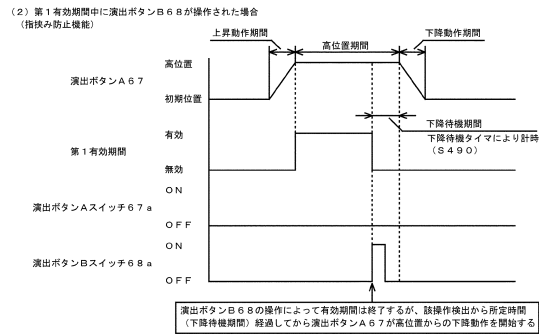 (2)第1有効期間中に演出ボタンB68が操作された場合
(指挟み防止機能)
上昇動作期間
高位置期間
下降動作期間
高位置
演出ボタンA67
初期位置
下降待機期間
下降待機タイマにより計時
(S490)
有効
第1有効期間
無効
ON
演出ボタンAスイッチ67a
OFF
ON
演出ボタンBスイッチ68a
OFF
演出ボタンB68の操作によって有効期間は終了するが、該操作検出から所定時間
(下降待機期間)経過してから演出ボタンA67が高位置からの下降動作を開始する